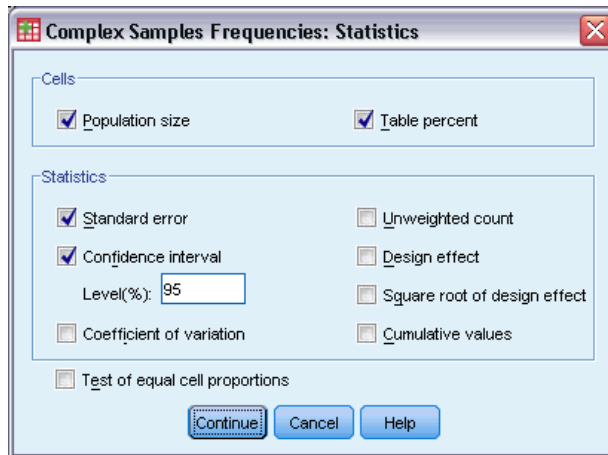 Complex Samples Frequencies: Statistics
Cells
Population size
Table percent
Statistics
Standard error
Unweighted count
Confidence interval
Design effect
Level(%): 95
Square root of design effect
Coefficient of variation
Cumulative values
Test of equal cell proportions
Continue
Cancel
Help